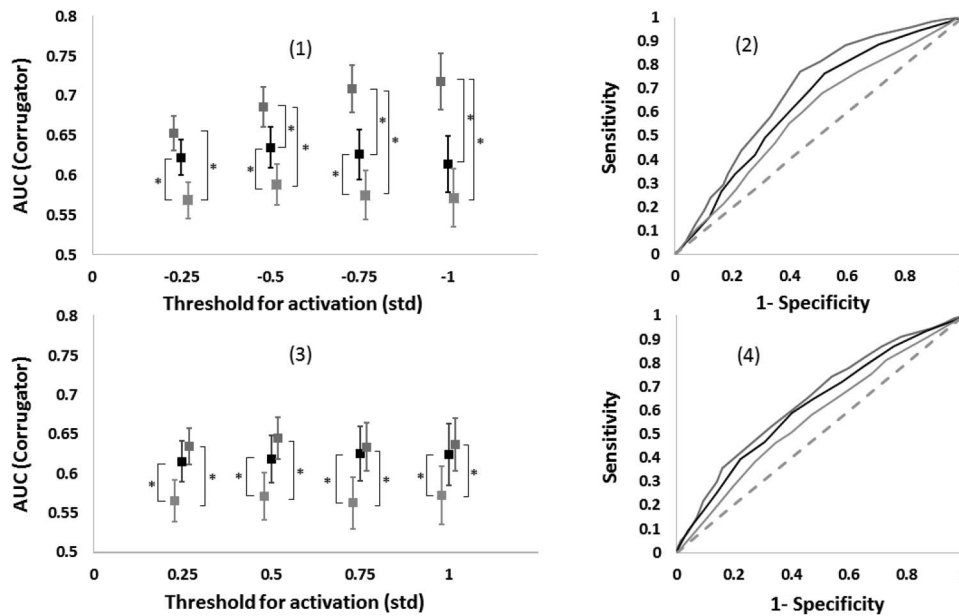 (1)
AUC (Corrugator)
0.8
0.75
0.7
0.65
0.6
0.55
0.5
* * * * * * * * * *
0 -0.25 -0.5 -0.75 -1
Threshold for activation (std)
(2)
Sensitivity
1
0.9
0.8
0.7
0.6
0.5
0.4
0.3
0.2
0.1
0
0 0.2 0.4 0.6 0.8
1- Specificity
(3)
AUC (Corrugator)
0.8
0.75
0.7
0.65
0.6
0.55
0.5
* * * * * * * *
0 0.25 0.5 0.75 1
Threshold for activation (std)
(4)
Sensitivity
1
0.9
0.8
0.7
0.6
0.5
0.4
0.3
0.2
0.1
0
0 0.2 0.4 0.6 0.8
1- Specificity